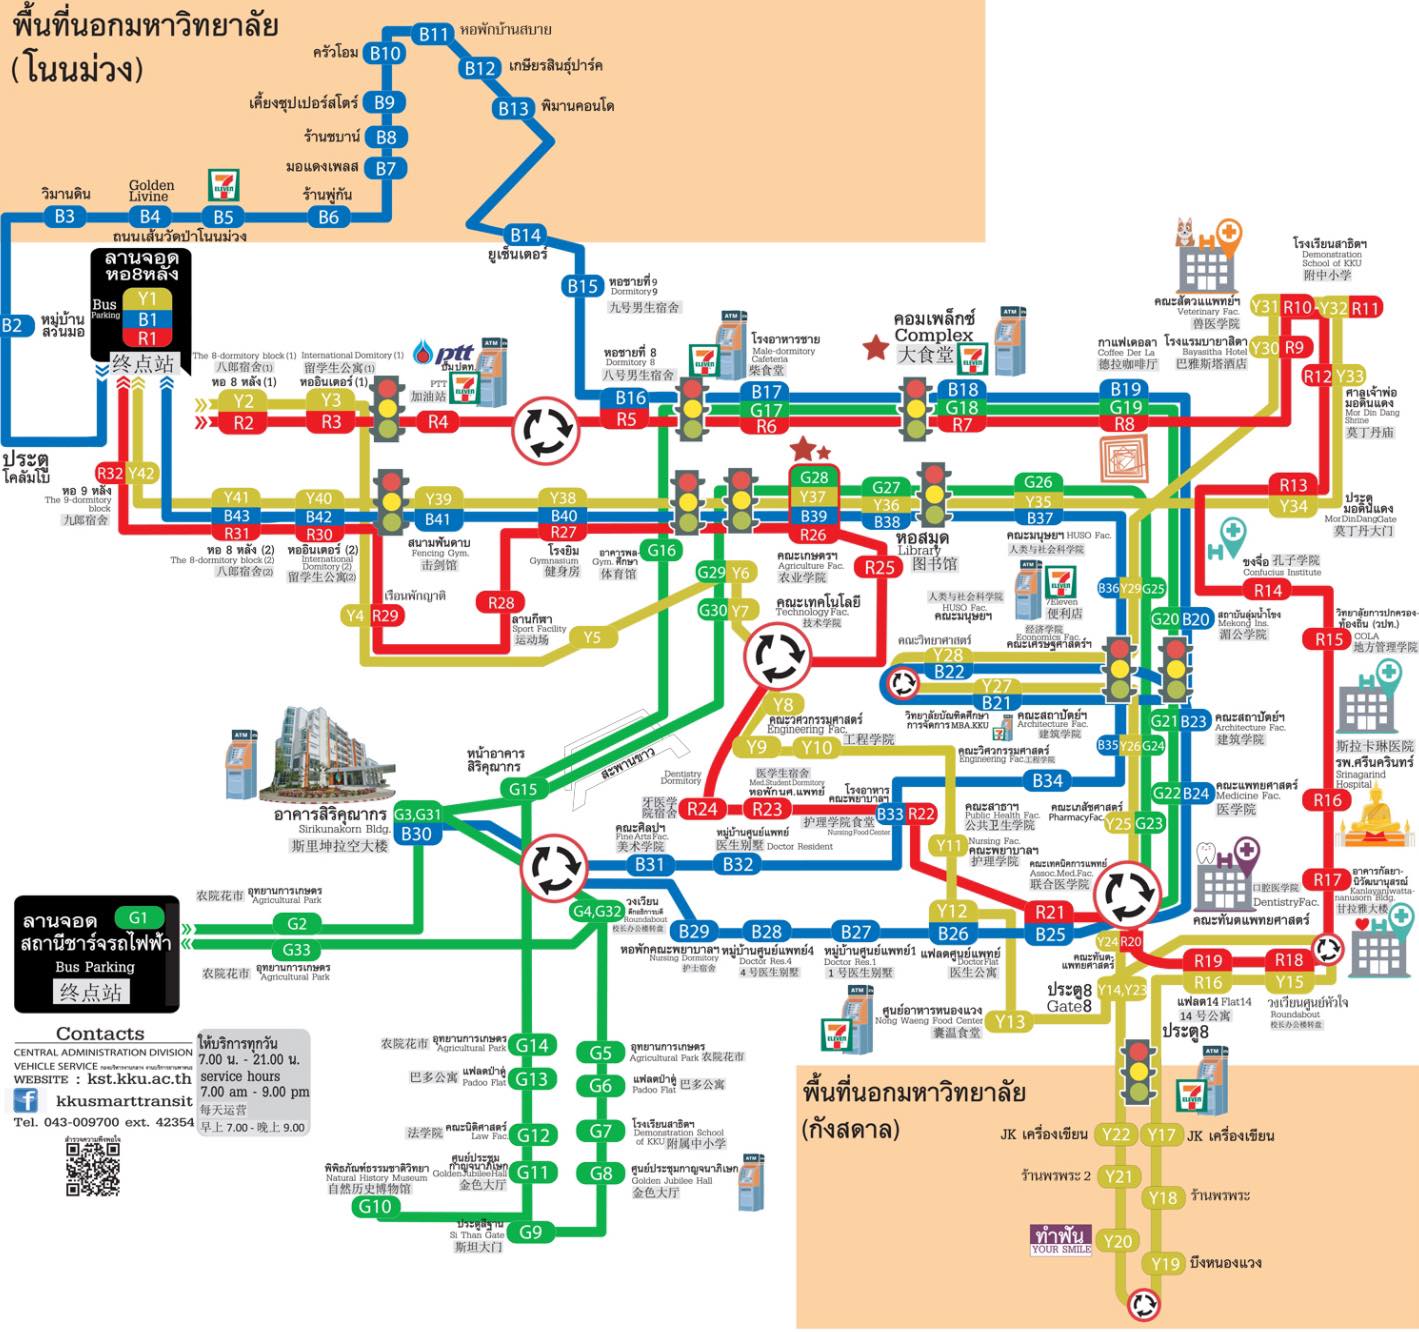 พื้นที่นอกมหาวิทยาลัย
(โนนม่วง)
B11
หอพักบ้านสบาย
ครัวโอม
B10
B12
เกษียรสินธุ์ปาร์ค
เคี้ยงซุปเปอร์สโตร์
B9
B13
พิมานคอนโด
ร้านชบาน์
B8
มอแดงเพลส
B7
วิมานดิน
Golden
Livine
7
ELEVEN
ร้านพู่กัน
B3
B4
B5
B6
ถนนเส้นวัดป่าโนนม่วง
B14
ยูเซ็นเตอร์
ลานจอด
หอ8หลัง
Bus
Parking
Y1
B1
R1
终点站
B2
หมู่บ้าน
สวนมอ
ประตู
โคลัมโบ
B15
หอชายที่9
Dormitory9
九号男生宿舍
The 8-dormitory block (1)
八郎宿舍(1)
หอ 8 หลัง (1)
Y2
R2
International Domitory (1)
留学生公寓(1)
หออินเตอร์ (1)
Y3
R3
ptt
ปั๊มปตท.
PTT
加油站
ATM
7
ELEVEN
R4
หอชายที่ 8
Dormitory 8
八号男生宿舍
B16
R5
ATM
7
ELEVEN
โรงอาหารชาย
Male-dormitory
Cafeteria
柴食堂
B17
G17
R6
คอมเพล็กซ์
Complex
大食堂
ATM
7
ELEVEN
B18
G18
R7
กาแฟเดอลา
Coffee Der La
德拉咖啡厅
B19
G19
R8
คณะสัตวแพทย์ฯ
Veterinary Fac.
兽医学院
โรงแรมบายาสิตา
Bayasitha Hotel
巴雅斯塔酒店
Y31
R10
Y32
R11
Y30
R9
โรงเรียนสาธิตฯ
Demonstration
School of KKU
附中小学
R12
Y33
ศาลเจ้าพ่อ
มอดินแดง
Mor Din Dang
Shrine
莫丁丹庙
R13
Y34
ประตู
มอดินแดง
MorDinDangGate
莫丁丹大门
R32
Y42
หอ 9 หลัง
The 9-dormitory
block
九郎宿舍
Y41
B43
R31
หอ 8 หลัง (2)
The 8-dormitory block (2)
八郎宿舍(2)
Y40
B42
R30
หออินเตอร์ (2)
International
Domitory (2)
留学生公寓(2)
Y39
B41
สนามฟันดาบ
Fencing Gym.
击剑馆
Y38
B40
R27
โรงยิม
Gymnasium
健身房
อาคารพล-
Gym. ศึกษา
体育馆
G16
G28
Y37
B39
R26
คณะเกษตรฯ
Agriculture Fac.
农业学院
G27
Y36
B38
หอสมุด
Library
图书馆
G26
Y35
B37
คณะมนุษยฯ HUSO Fac.
人类与社会科学院
Y4
R29
เรือนพักญาติ
R28
ลานกีฬา
Sport Facility
运动场
Y5
G29
Y6
G30
Y7
คณะเทคโนโลยี
TechnologyFac.
技术学院
R25
人类与社会科学院
HUSO Fac.
คณะมนุษยฯ
ATM
7
ELEVEN
7Eleven
便利店
经济学院
Economics Fac.
คณะเศรษฐศาสตร์ฯ
คณะวิทยาศาสตร์
Y28
B22
Y27
B21
วิทยาลัยบัณฑิตศึกษา
การจัดการMBA.KKU
คณะสถาปัตย์ฯ
Architecture Fac.
建筑学院
B36
Y29
G25
G20
B20
สถาบันลุ่มน้ำโขง
Mekong Ins.
湄公学院
ขงจื่อ 孔子学院
Confucius Institute
R14
วิทยาลัยการปกครอง-
ท้องถิ่น (วปท.)
COLA
地方管理学院
R15
Y8
คณะวิศวกรรมศาสตร์
Engineering Fac.
Y9
Y10
工程学院
คณะวิศวกรรมศาสตร์
Engineering Fac.工程学院
B35
Y26
G24
G21
B23
คณะสถาปัตย์ฯ
Architecture Fac.
建筑学院
斯拉卡琳医院
รพ.ศรีนครินทร์
Srinagarind
Hospital
R16
หน้าอาคาร
สิริคุณากร
G15
สะพานขาว
ATM
อาคารสิริคุณากร
Sirikunakorn Bldg.
斯里坤拉空大楼
G3,G31
B30
Dentistry
Dormitory
牙医学
院宿舍
R24
医学生宿舍
Med.StudentDormitory
หอพักนศ.แพทย์
R23
โรงอาหาร
คณะพยาบาลฯ
护理学院食堂
NursingFoodCenter
B33
R22
B34
คณะสาธาฯ
Public Health Fac.
公共卫生学院
คณะเภสัชศาสตร์
PharmacyFac.
Y25
G23
G22
B24
คณะแพทยศาสตร์
Medicine Fac.
医学院
Y11
Nursing Fac.
คณะพยาบาลฯ
护理学院
คณะศิลปฯ
FineArtsFac.
美术学院
B31
หมู่บ้านศูนย์แพทย์
医生别墅 Doctor Resident
B32
คณะเทคนิคการแพทย์
Assoc.Med.Fac.
联合医学院
口腔医学院
DentistryFac.
คณะทันตแพทยศาสตร์
R17
อาคารกัลยา-
นิวัฒนานุสรณ์
Kanlayaniwatta-
nanusorn Bldg.
甘拉雅大楼
ลานจอด
สถานีชาร์จรถไฟฟ้า
G1
Bus Parking
终点站
农院花市
อุทยานการเกษตร
Agricultural Park
G2
G33
农院花市
อุทยานการเกษตร
Agricultural Park
G4,G32
วงเวียน
ตึกอธิการบดี
Roundabout
校长办公楼转盘
B29
หอพักคณะพยาบาลฯ
Nursing Dormitory
护士宿舍
B28
หมู่บ้านศูนย์แพทย์4
Doctor Res.4
4号医生别墅
B27
หมู่บ้านศูนย์แพทย์1
Doctor Res.1
1号医生别墅
Y12
B26
แฟลตศูนย์แพทย์
DoctorFlat
医生公寓
R21
B25
Y24
R20
คณะทันต-
แพทยศาสตร์
ATM
7
ELEVEN
ศูนย์อาหารหนองแวง
Nong Waeng Food Center
囊温食堂
Y13
ประตู8
Gate8
Y14,Y23
R19
R16
แฟลต14 Flat14
14 号公寓
R18
Y15
วงเวียนศูนย์หัวใจ
Roundabout
校长办公楼转盘
ประตู8
Contacts
CENTRAL ADMINISTRATION DIVISION
VEHICLE SERVICE
WEBSITE : kst.kku.ac.th
kkusmarttransit
Tel. 043-009700 ext. 42354
สำรวจความพึงพอใจ
ให้บริการทุกวัน
7.00 น. - 21.00 น.
service hours
7.00 am - 9.00 pm
每天运营
早上 7.00 - 晚上 9.00
农院花市
อุทยานการเกษตร
Agricultural Park
G14
巴多公寓
แฟลตป่าดู่
Padoo Flat
G13
法学院
คณะนิติศาสตร์
Law Fac.
G12
ศูนย์ประชุม
กาญจนาภิเษก
GoldenJubileeHall
金色大厅
G11
พิพิธภัณฑ์ธรรมชาติวิทยา
Natural History Museum
自然历史博物馆
G10
ประตูสีฐาน
Si Than Gate
斯坦大门
G9
G5
อุทยานการเกษตร
Agricultural Park 农院花市
G6
แฟลตป่าดู่ 巴多公寓
Padoo Flat
G7
โรงเรียนสาธิตฯ
Demonstration School
of KKU 附属中小学
G8
ศูนย์ประชุมกาญจนาภิเษก
Golden Jubilee Hall
金色大厅
ATM
พื้นที่นอกมหาวิทยาลัย
(กังสดาล)
ATM
7
ELEVEN
JK เครื่องเขียน
Y22
Y17
JK เครื่องเขียน
ร้านพรพระ 2
Y21
Y18
ร้านพรพระ
ทำฟัน
YOUR SMILE
Y20
Y19
บึงหนองแวง